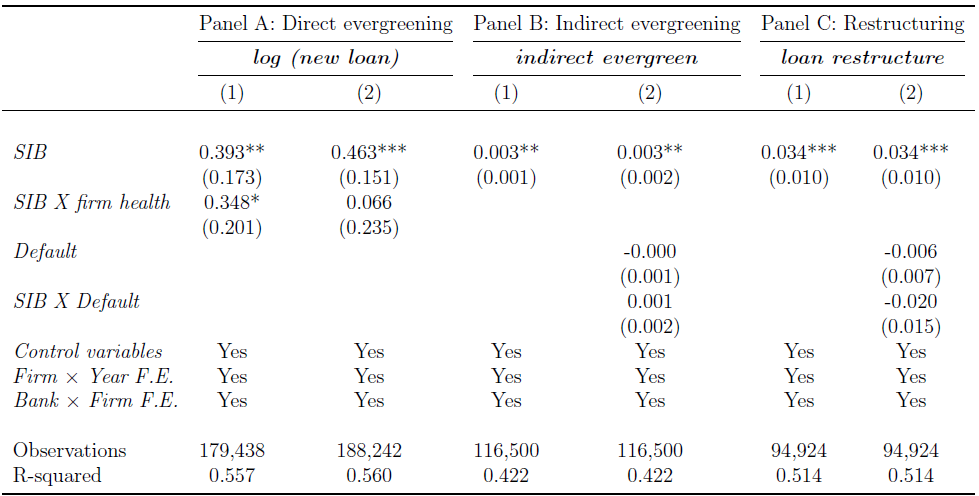 Panel A: Direct evergreening Panel B: Indirect evergreening Panel C: Restructuring
log (new loan) indirect evergreen loan restructure
(1) (2) (1) (2) (1) (2)
SIB 0.393** 0.463*** 0.003** 0.003** 0.034*** 0.034***
(0.173) (0.151) (0.001) (0.002) (0.010) (0.010)
SIB X firm health 0.348* 0.066
(0.201) (0.235)
Default -0.000 -0.006
(0.001) (0.007)
SIB X Default 0.001 -0.020
(0.002) (0.015)
Control variables Yes Yes Yes Yes Yes Yes
Firm × Year F.E. Yes Yes Yes Yes Yes Yes
Bank × Firm F.E. Yes Yes Yes Yes Yes Yes
Observations 179,438 188,242 116,500 116,500 94,924 94,924
R-squared 0.557 0.560 0.422 0.422 0.514 0.514